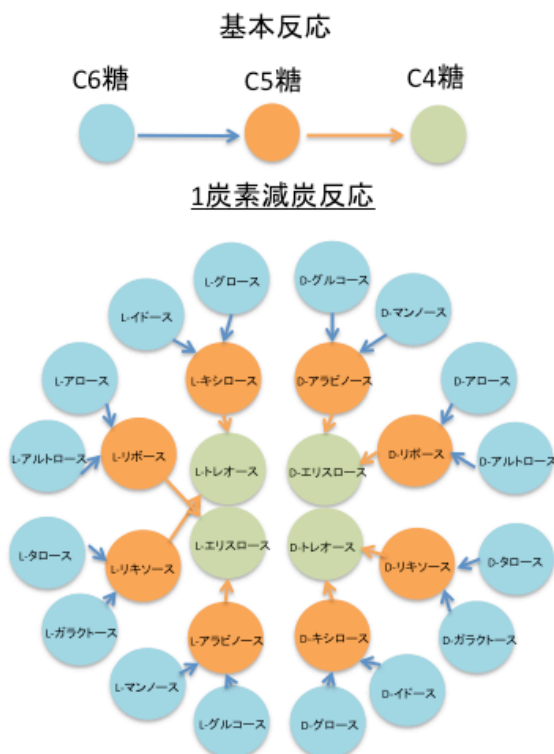 基本反応
C6糖
C5糖
C4糖
1炭素減炭反応
L-グロース
D-グルコース
L-イドース
D-マンノース
L-アロース
L-キシロース
D-アラビノース
D-アロース
L-アルトロース
L-リボース
L-トレオース
D-エリスロース
D-リボース
D-アルトロース
L-タロース
L-リキソース
L-エリスロース
D-トレオース
D-リキソース
D-タロース
L-ガラクトース
L-アラビノース
D-キシロース
D-ガラクトース
L-マンノース
D-イドース
L-グルコース
D-グロース